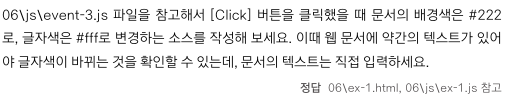 06\js\event-3.js 파일을 참고해서 [Click] 버튼을 클릭했을 때 문서의 배경색은 #222
로, 글자색은 #fff로 변경하는 소스를 작성해 보세요. 이때 웹 문서에 약간의 텍스트가 있어
야 글자색이 바뀌는 것을 확인할 수 있는데, 문서의 텍스트는 직접 입력하세요.
정답 06\ex-1.html, 06\js\ex-1.js 참고